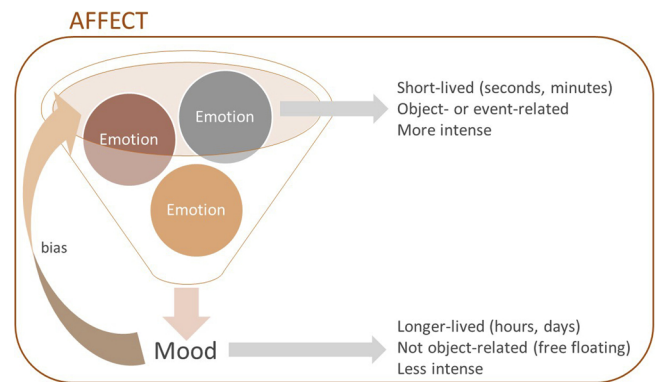 AFFECT
Emotion
Emotion
Emotion
Short-lived (seconds, minutes)
Object- or event-related
More intense
bias
Mood
Longer-lived (hours, days)
Not object-related (free floating)
Less intense